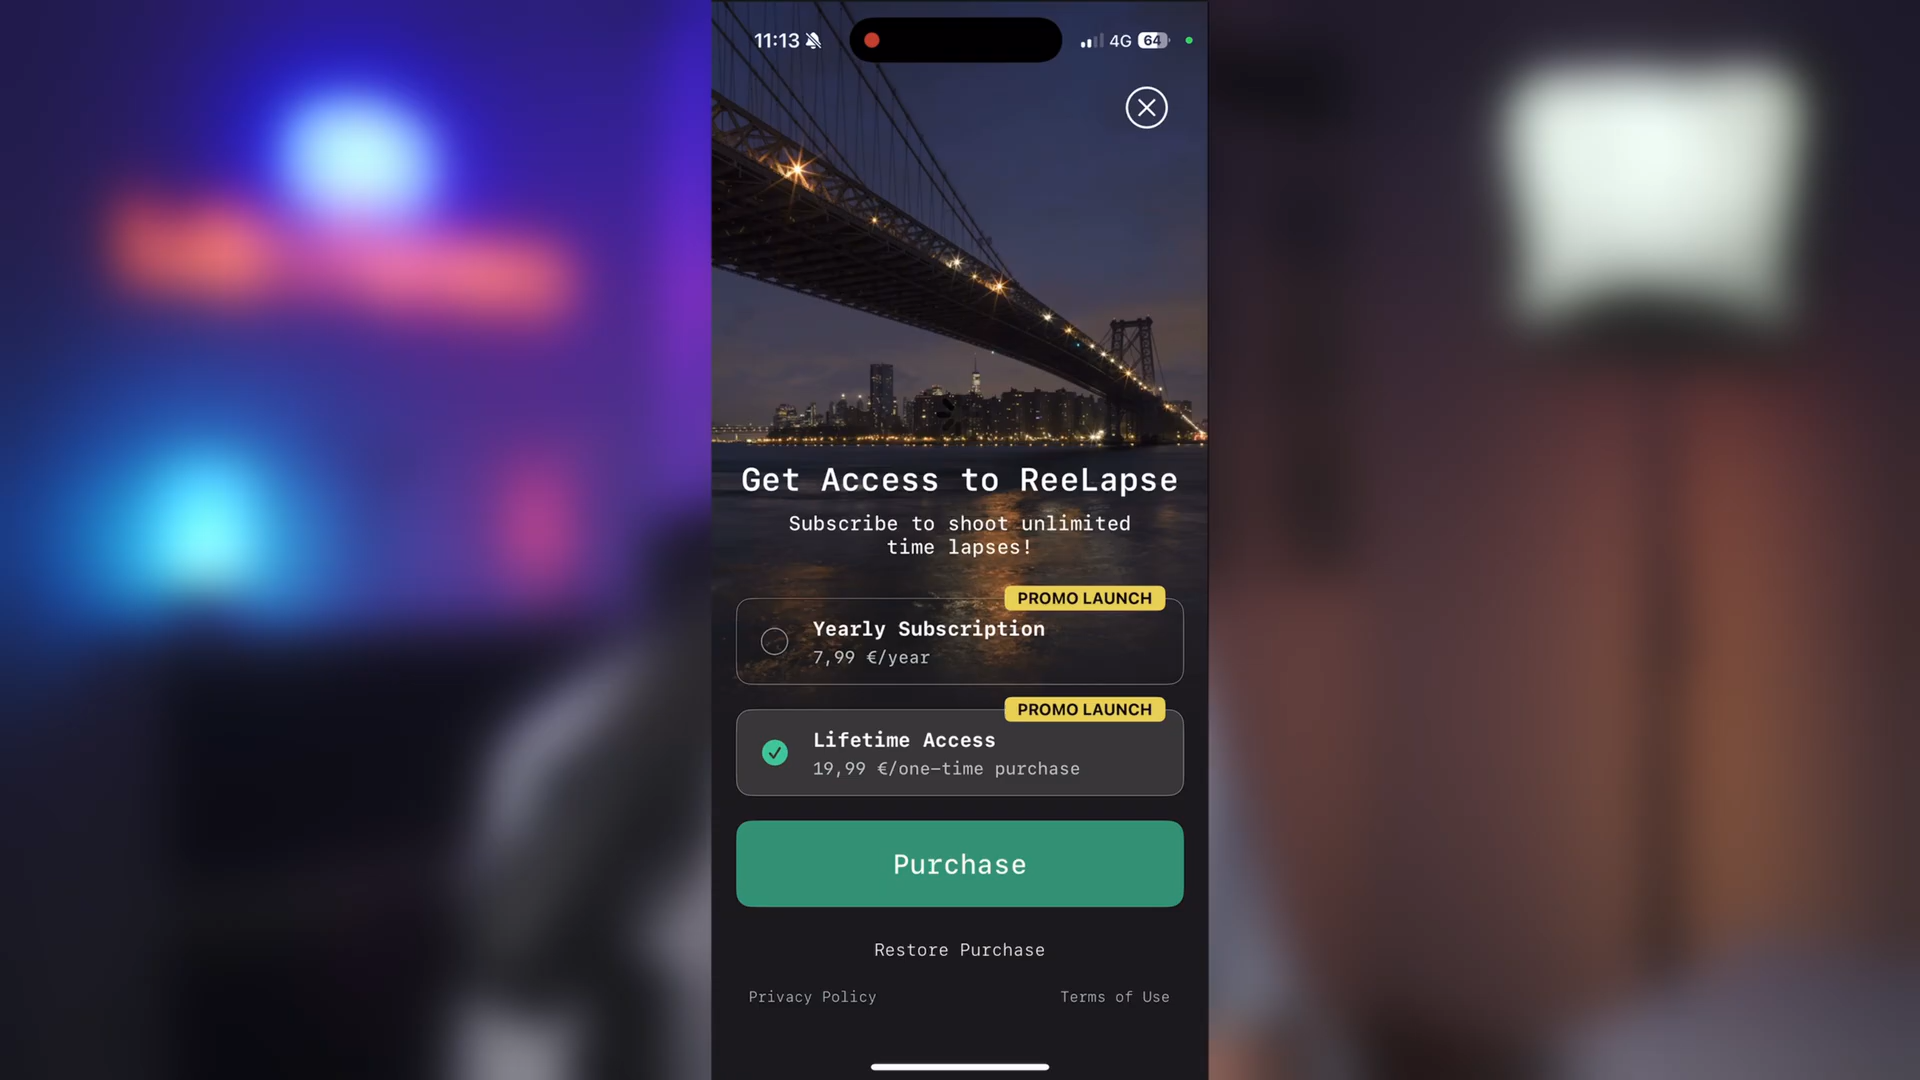 11:13 4G 64
Get Access to ReeLapse
Subscribe to shoot unlimited
time lapses!
PROMO LAUNCH
Yearly Subscription
7,99 €/year
PROMO LAUNCH
Lifetime Access
19,99 €/one-time purchase
Purchase
Restore Purchase
Privacy Policy Terms of Use